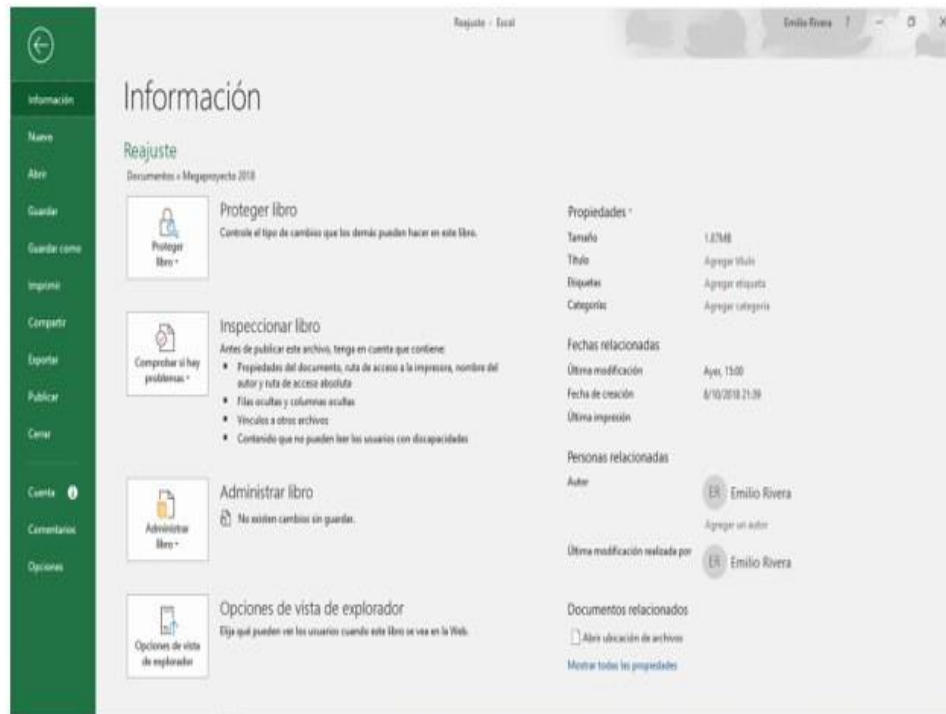 Reajuste - Excel
Emilio Rivera
?
Información
Nuevo
Abrir
Guardar
Guardar como
Imprimir
Compartir
Exportar
Publicar
Cerrar
Cuenta
Comentarios
Opciones
Información
Reajuste
Documentos » Megaproyecto 2018
Proteger
libro
Proteger libro
Controle el tipo de cambios que los demás pueden hacer en este libro.
Comprobar si hay
problemas
Inspeccionar libro
Antes de publicar este archivo, tenga en cuenta que contiene:
Propiedades del documento, ruta de acceso a la impresora, nombre del
autor y ruta de acceso absoluta
Filas ocultas y columnas ocultas
Vínculos a otros archivos
Contenido que no pueden leer los usuarios con discapacidades
Administrar
libro
Administrar libro
No existen cambios sin guardar.
Opciones de vista
de explorador
Opciones de vista de explorador
Elija qué pueden ver los usuarios cuando este libro se vea en la Web.
Propiedades
Tamaño 1.87MB
Título Agregar título
Etiquetas Agregar etiqueta
Categorías Agregar categoría
Fechas relacionadas
Última modificación Ayer, 15:00
Fecha de creación 8/10/2018 21:39
Última impresión
Personas relacionadas
Autor ER Emilio Rivera
Agregar un autor
Última modificación realizada por ER Emilio Rivera
Documentos relacionados
Abrir ubicación de archivos
Mostrar todas las propiedades